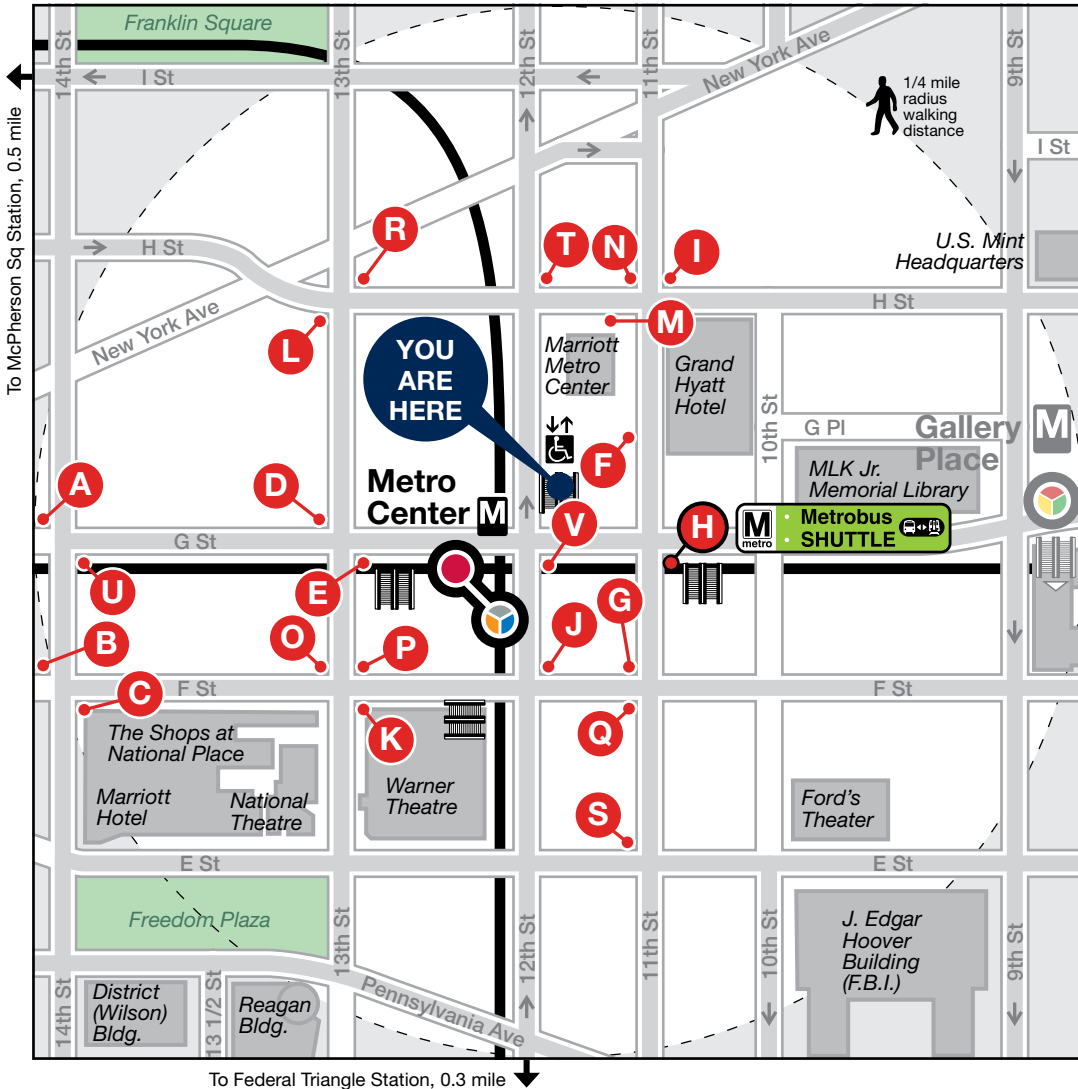 Franklin Square
14th St
13th St
12th St
11th St
9th St
New York Ave
I St
1/4 mile
radius
walking
distance
I St
To McPherson Sq Station, 0.5 mile
R
T
N
I
U.S. Mint
Headquarters
H St
H St
New York Ave
L
M
YOU
ARE
HERE
Marriott
Metro
Center
Grand
Hyatt
Hotel
10th St
G Pl
Gallery
Place
M
F
MLK Jr.
Memorial Library
A
D
Metro
Center
M
V
H
M
metro
Metrobus
SHUTTLE
G St
U
E
G
B
O
P
J
C
F St
F St
The Shops at
National Place
K
Q
Marriott
Hotel
National
Theatre
Warner
Theatre
S
Ford's
Theater
E St
E St
Freedom Plaza
J. Edgar
Hoover
Building
(F.B.I.)
13th St
12th St
11th St
10th St
9th St
14th St
District
(Wilson)
Bldg.
13 1/2 St
Reagan
Bldg.
Pennsylvania Ave
To Federal Triangle Station, 0.3 mile